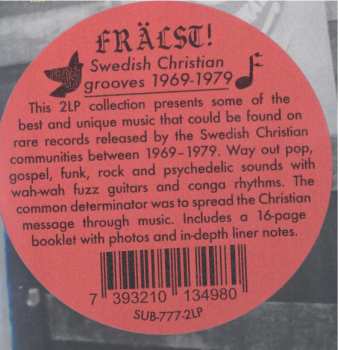 FRÄLST!
Swedish Christian
grooves 1969-1979
This 2LP collection presents some of the
best and unique music that could be found on
rare records released by the Swedish Christian
communities between 1969–1979. Way out pop,
gospel, funk, rock and psychedelic sounds with
wah-wah fuzz guitars and conga rhythms. The
common determinator was to spread the Christian
message through music. Includes a 16-page
booklet with photos and in-depth liner notes.
7 393210 134980
SUB-777-2LP